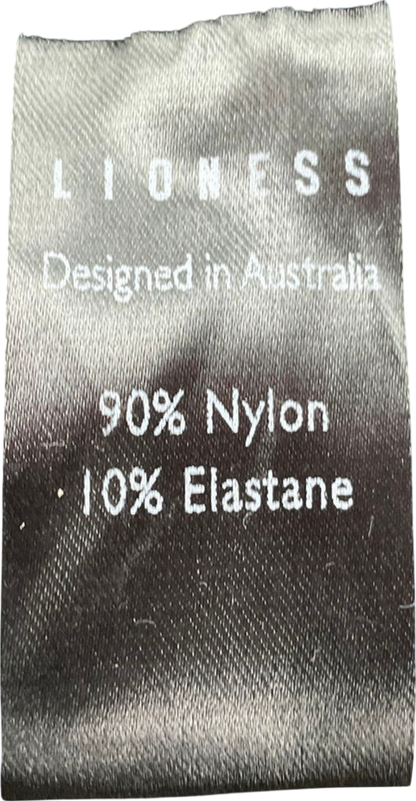 LIONESS
Designed in Australia
90% Nylon
10% Elastane